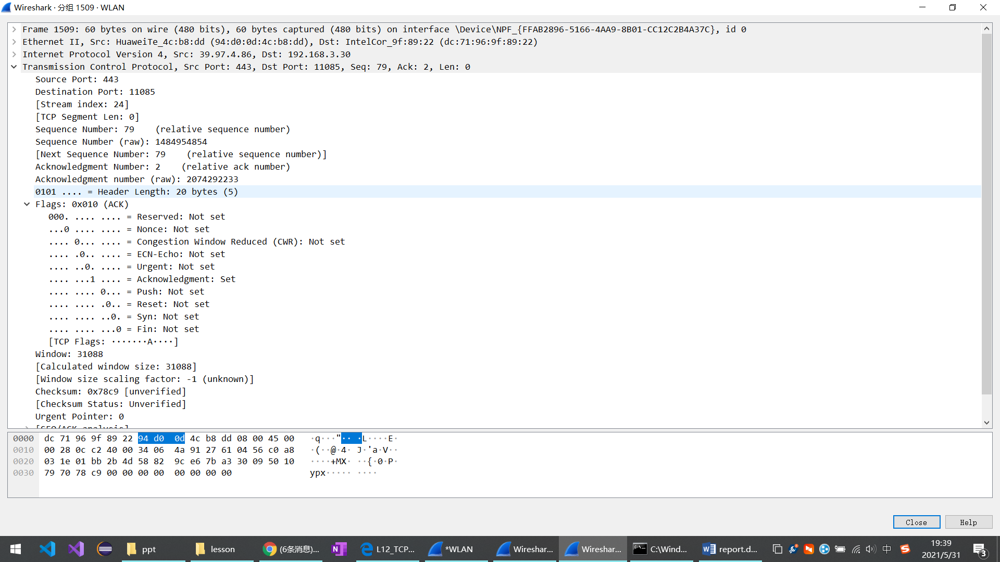 Wireshark · 分组 1509 · WLAN
Frame 1509: 60 bytes on wire (480 bits), 60 bytes captured (480 bits) on interface \Device\NPF_{FFAB2896-5166-4AA9-8B01-CC12C2B4A37C}, id 0
Ethernet II, Src: HuaweiTe_4c:b8:dd (94:d0:0d:4c:b8:dd), Dst: IntelCor_9f:89:22 (dc:71:96:9f:89:22)
Internet Protocol Version 4, Src: 39.97.4.86, Dst: 192.168.3.30
Transmission Control Protocol, Src Port: 443, Dst Port: 11085, Seq: 79, Ack: 2, Len: 0
Source Port: 443
Destination Port: 11085
[Stream index: 24]
[TCP Segment Len: 0]
Sequence Number: 79    (relative sequence number)
Sequence Number (raw): 1484954854
[Next Sequence Number: 79    (relative sequence number)]
Acknowledgment Number: 2    (relative ack number)
Acknowledgment number (raw): 2074292233
0101 .... = Header Length: 20 bytes (5)
Flags: 0x010 (ACK)
000. .... .... = Reserved: Not set
...0 .... .... = Nonce: Not set
.... 0... .... = Congestion Window Reduced (CWR): Not set
.... .0.. .... = ECN-Echo: Not set
.... ..0. .... = Urgent: Not set
.... ...1 .... = Acknowledgment: Set
.... .... 0... = Push: Not set
.... .... .0.. = Reset: Not set
.... .... ..0. = Syn: Not set
.... .... ...0 = Fin: Not set
[TCP Flags: ·······A····]
Window: 31088
[Calculated window size: 31088]
[Window size scaling factor: -1 (unknown)]
Checksum: 0x78c9 [unverified]
[Checksum Status: Unverified]
Urgent Pointer: 0
[SEQ/ACK analysis]
0000 dc 71 96 9f 89 22 94 d0 0d 4c b8 dd 08 00 45 00 ·q···"·· ·L····E·
0010 00 28 0c c2 40 00 34 06 4a 91 27 61 04 56 c0 a8 ·(··@·4· J·'a·V··
0020 03 1e 01 bb 2b 4d 58 82 9c e6 7b a3 30 09 50 10 ····+MX· ··{·0·P·
0030 79 70 78 c9 00 00 00 00 00 00 00 00 ypx····· ····
Close Help
ppt lesson (6条消息)... L12_TCP... *WLAN Wireshar... Wireshar... C:\Wind... report.d... 中 19:39
2021/5/31 3